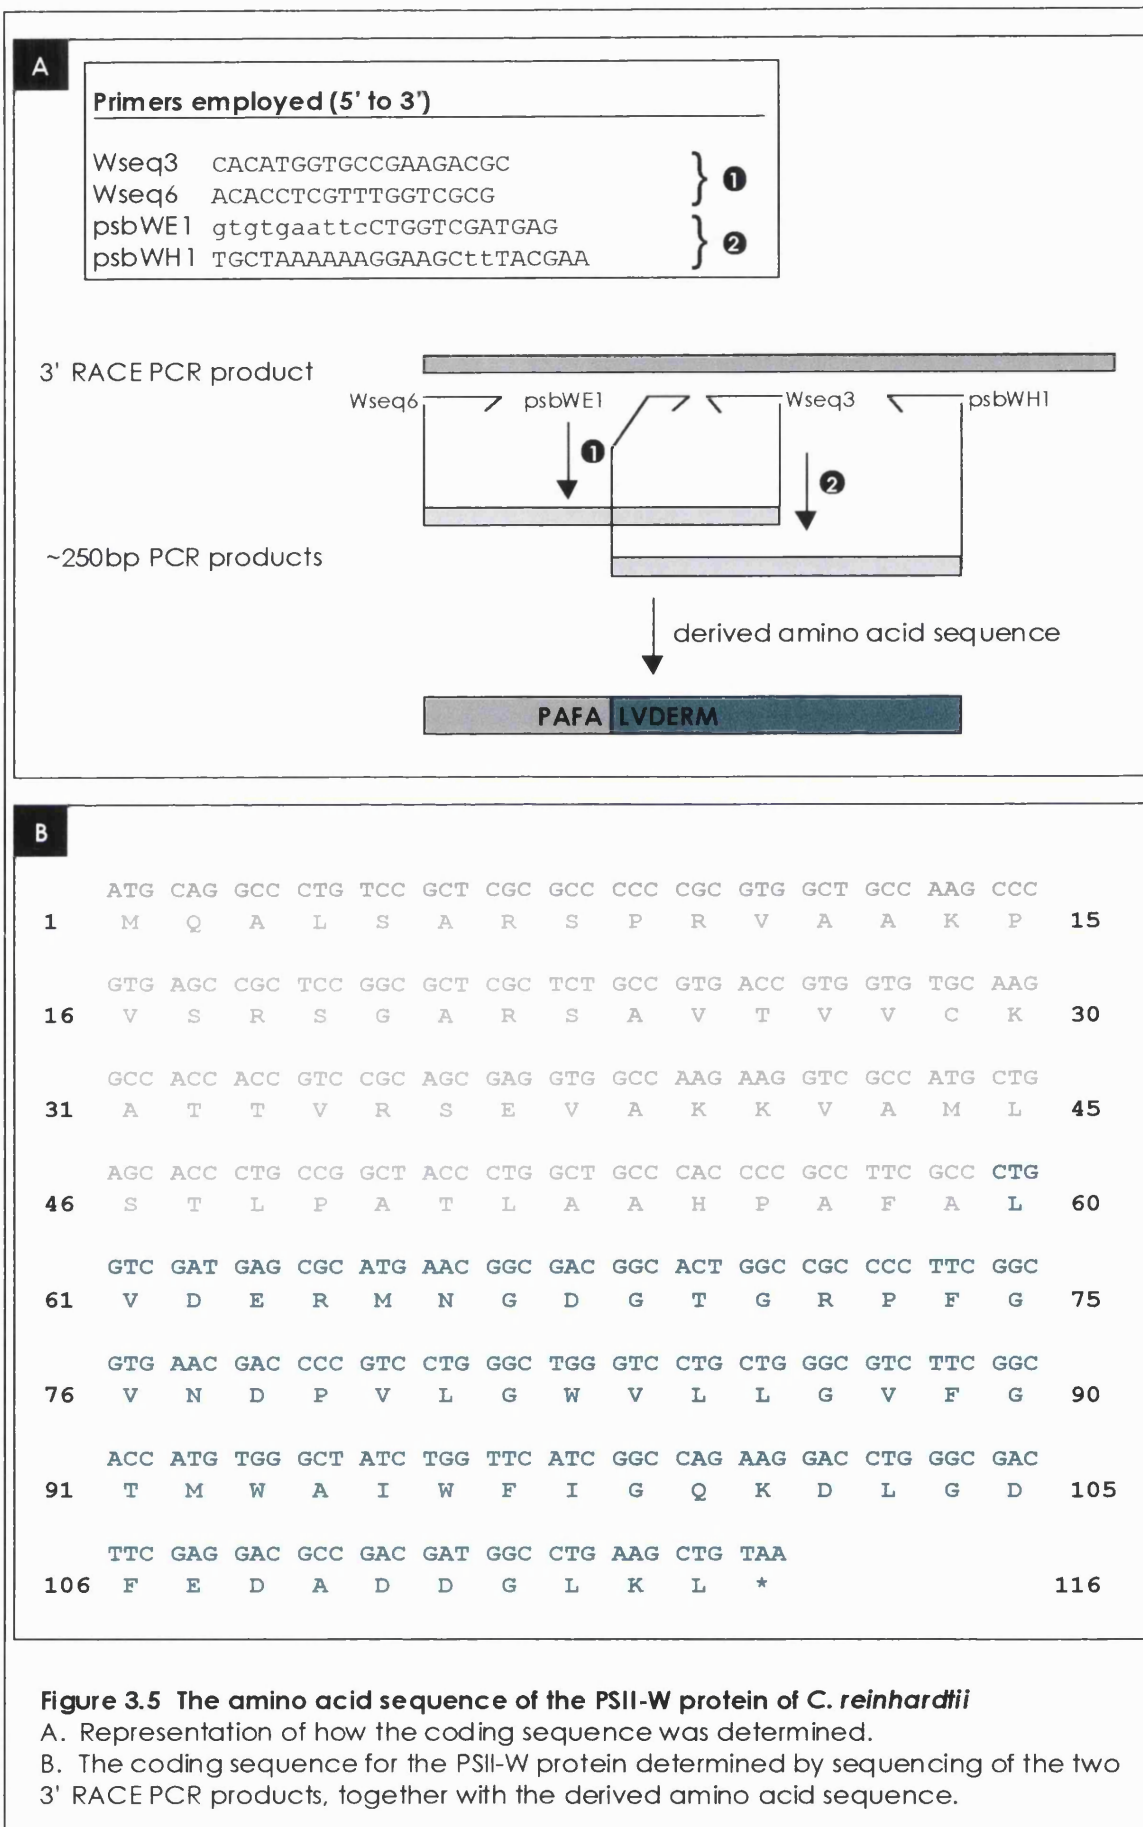 A
Primers employed (5' to 3')
Wseq3 CACATGGTGCCGAAGACGC
Wseq6 ACACCTCGTTTGGTCGCG
❶
psbWE1 gtgtgaattcCTGGTCGATGAG
psbWH1 TGCTAAAAAAAGGAAGCttTACGAA
❷
3' RACE PCR product
Wseq6 psbWE1 Wseq3 psbWH1
❶
❷
~250bp PCR products
derived amino acid sequence
PAFA LVDERM
B
ATG CAG GCC CTG TCC GCT CGC GCC CCC CGC GTG GCT GCC AAG CCC
1 M Q A L S A R S P R V A A K P 15
GTG AGC CGC TCC GGC GCT CGC TCT GCC GTG ACC GTG GTG TGC AAG
16 V S R S G A R S A V T V V C K 30
GCC ACC ACC GTC CGC AGC GAG GTG GCC AAG AAG GTC GCC ATG CTG
31 A T T V R S E V A K K V A M L 45
AGC ACC CTG CCG GCT ACC CTG GCT GCC CAC CCC GCC TTC GCC CTG
46 S T L P A T L A A H P A F A L 60
GTC GAT GAG CGC ATG AAC GGC GAC GGC ACT GGC CGC CCC TTC GGC
61 V D E R M N G D G T G R P F G 75
GTG AAC GAC CCC GTC CTG GGC TGG GTC CTG CTG GGC GTC TTC GGC
76 V N D P V L G W V L L G V F G 90
ACC ATG TGG GCT ATC TGG TTC ATC GGC CAG AAG GAC CTG GGC GAC
91 T M W A I W F I G Q K D L G D 105
TTC GAG GAC GCC GAC GAT GGC CTG AAG CTG TAA
106 F E D A D D G L K L * 116
Figure 3.5 The amino acid sequence of the PSII-W protein of C. reinhardtii
A. Representation of how the coding sequence was determined.
B. The coding sequence for the PSII-W protein determined by sequencing of the two
3' RACE PCR products, together with the derived amino acid sequence.